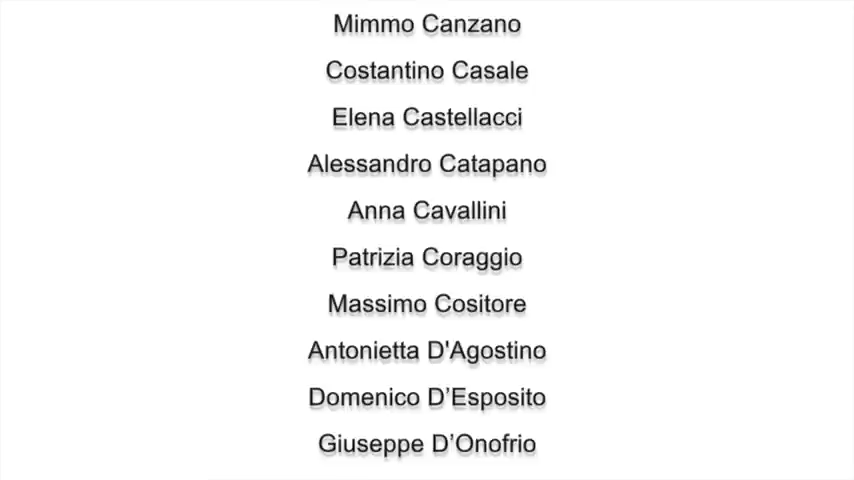 Mimmo Canzano
Costantino Casale
Elena Castellacci
Alessandro Catapano
Anna Cavallini
Patrizia Coraggio
Massimo Cositore
Antonietta D'Agostino
Domenico D’Esposito
Giuseppe D’Onofrio